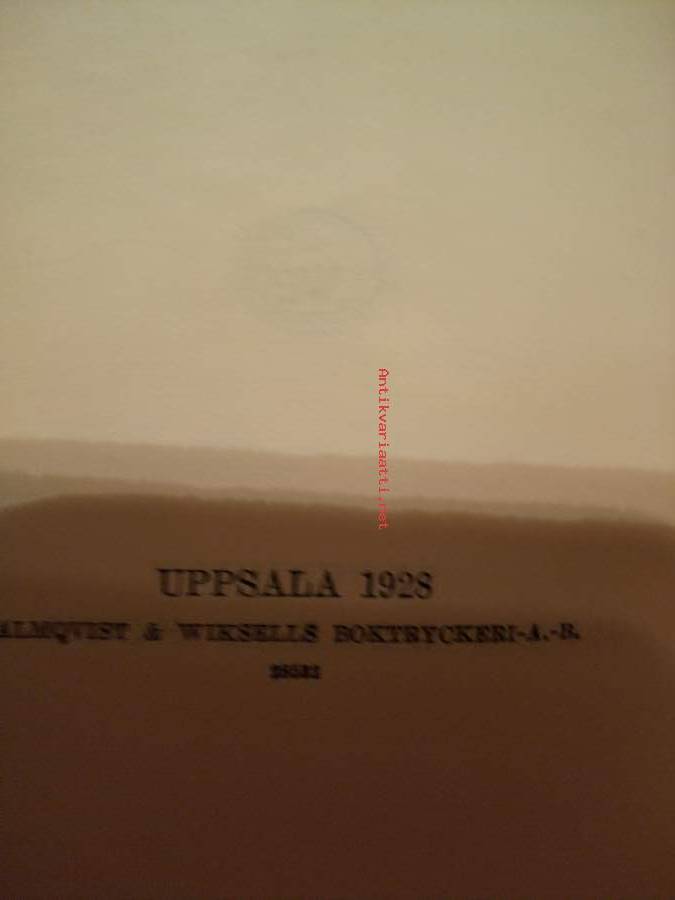 Antikvariaatti.net
UPPSALA 1928
ALMQVIST & WIKSELLS BOKTRYCKERI-A.-B.